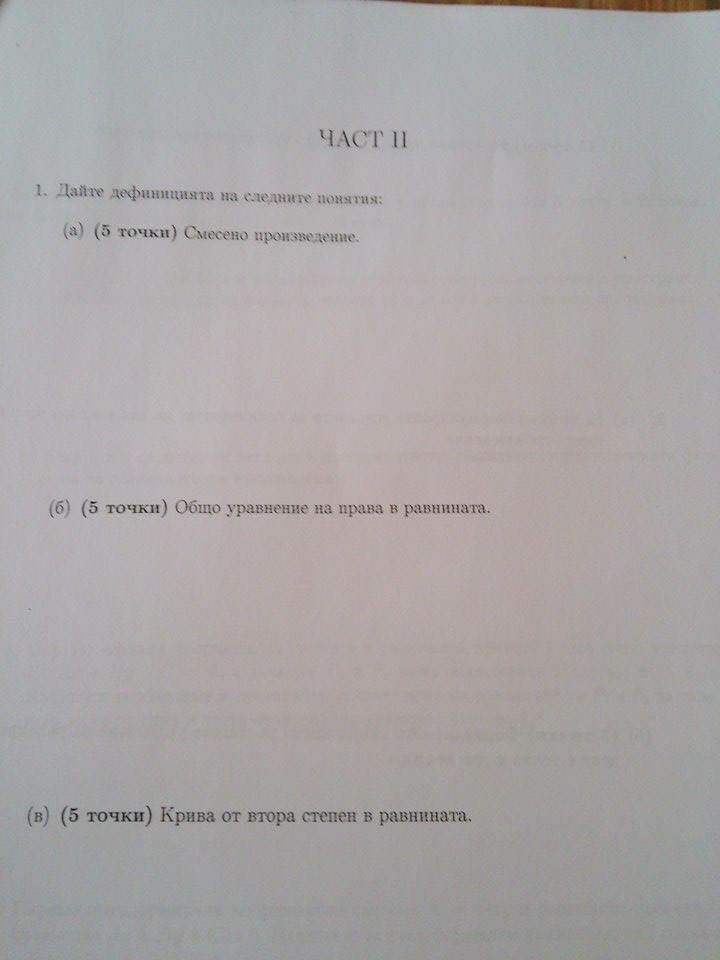 ЧАСТ II
1. Дайте дефиницията на следните понятия:
(а) (5 точки) Смесено произведение.
(б) (5 точки) Общо уравнение на права в равнината.
(в) (5 точки) Крива от втора степен в равнината.